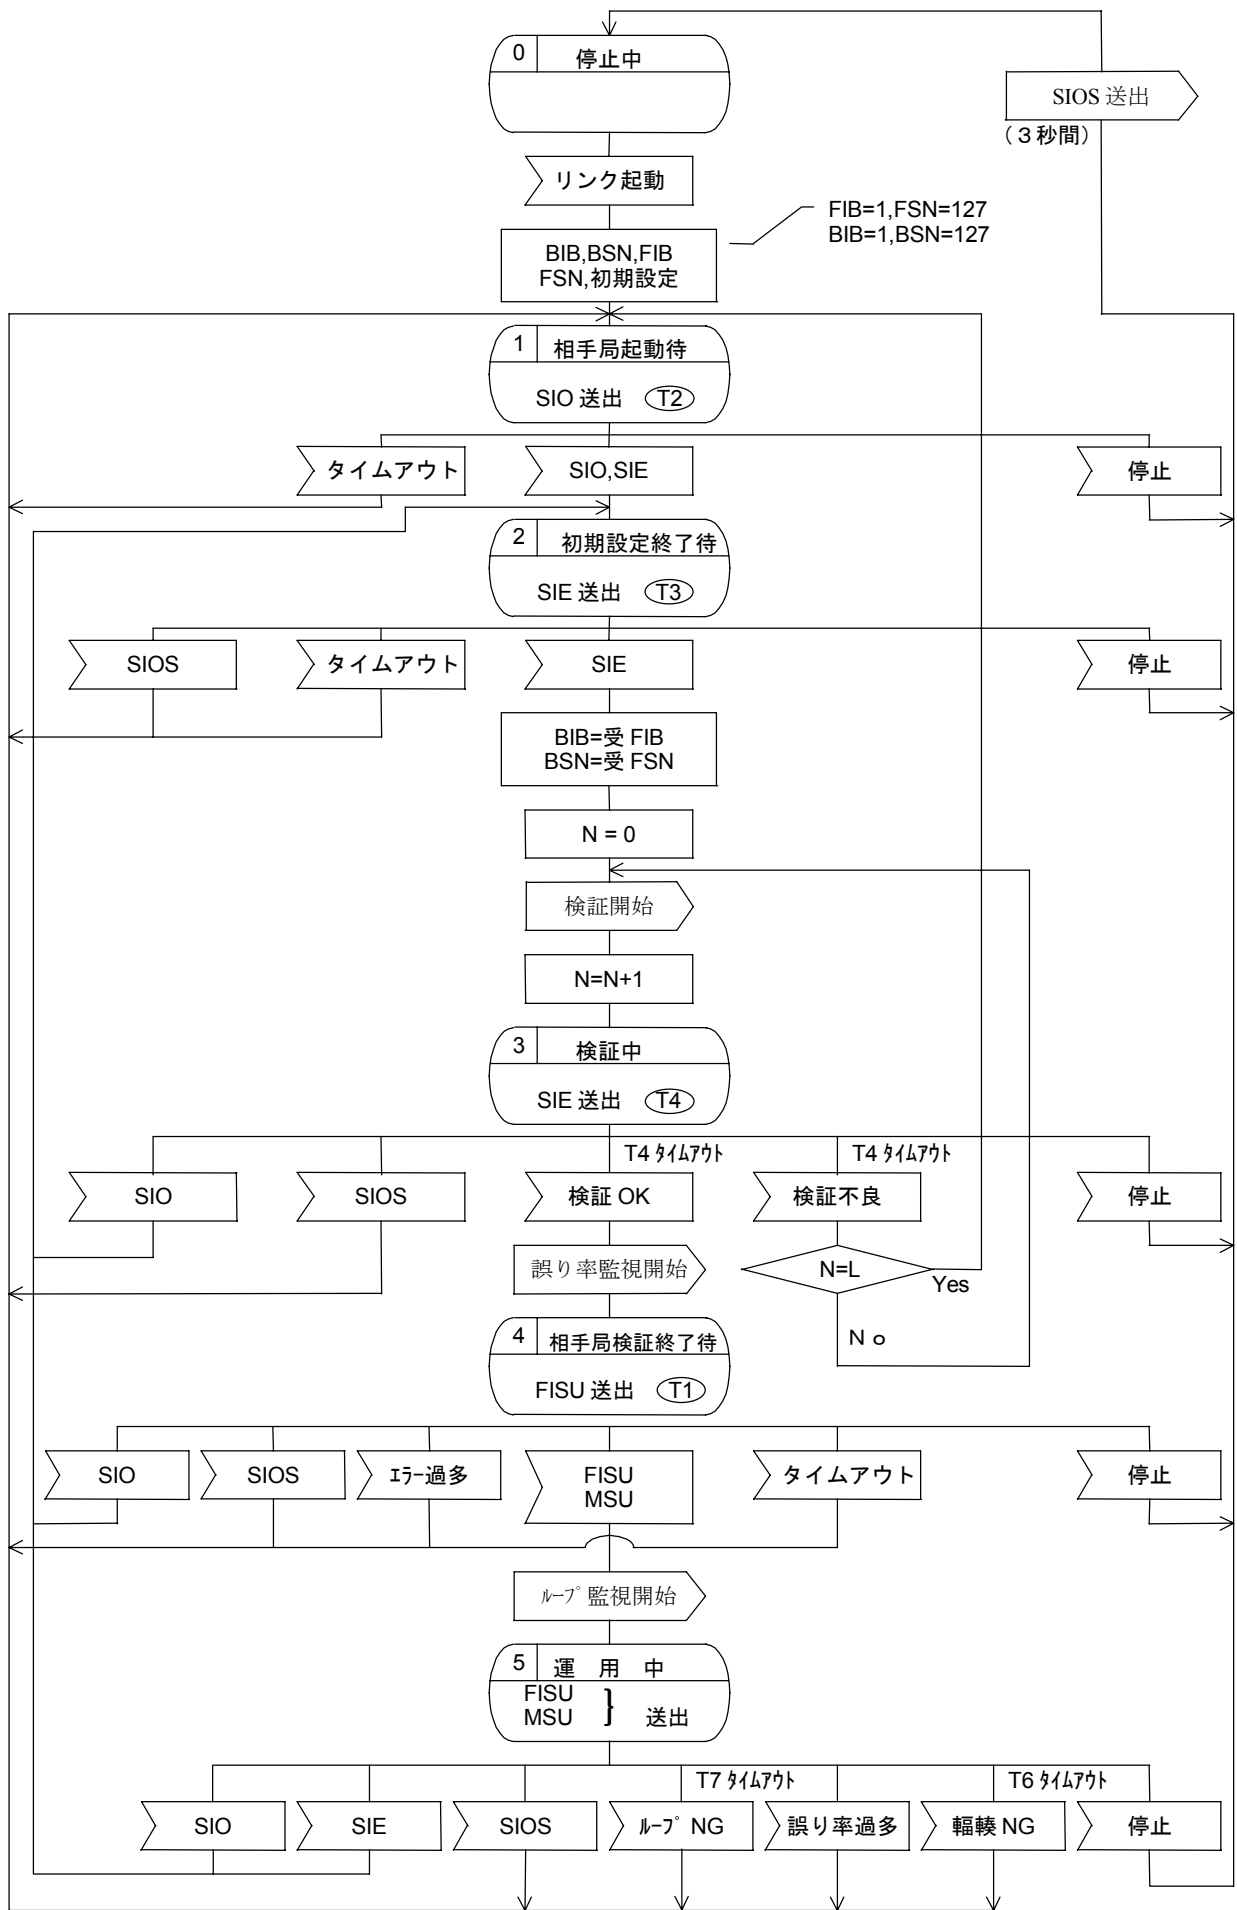 0 停止中
SIOS 送出
(３秒間)
リンク起動
FIB=1,FSN=127
BIB=1,BSN=127
BIB,BSN,FIB
FSN,初期設定
1 相手局起動待
SIO 送出 T2
タイムアウト
SIO,SIE
停止
2 初期設定終了待
SIE 送出 T3
SIOS
タイムアウト
SIE
停止
BIB=受 FIB
BSN=受 FSN
N = 0
検証開始
N=N+1
3 検証中
SIE 送出 T4
T4 ﾀｲﾑｱｳﾄ
T4 ﾀｲﾑｱｳﾄ
SIO
SIOS
検証 OK
検証不良
停止
誤り率監視開始
N=L
Yes
Ｎｏ
4 相手局検証終了待
FISU 送出 T1
SIO
SIOS
ｴﾗｰ過多
FISU
MSU
タイムアウト
停止
ﾙｰﾌﾟ監視開始
5 運 用 中
FISU
MSU
} 送出
T7 ﾀｲﾑｱｳﾄ
T6 ﾀｲﾑｱｳﾄ
SIO
SIE
SIOS
ﾙｰﾌﾟ NG
誤り率過多
輻輳 NG
停止